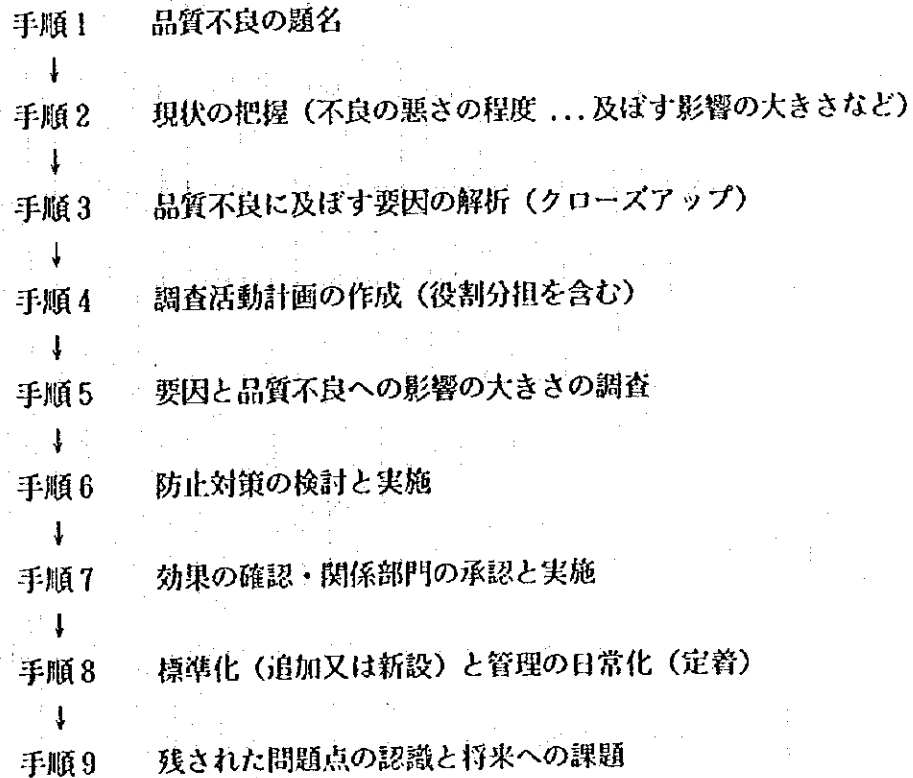 手順1 品質不良の題名
↓
手順2 現状の把握（不良の悪さの程度 ...及ぼす影響の大きさなど）
↓
手順3 品質不良に及ぼす要因の解析（クローズアップ）
↓
手順4 調査活動計画の作成（役割分担を含む）
↓
手順5 要因と品質不良への影響の大きさの調査
↓
手順6 防止対策の検討と実施
↓
手順7 効果の確認・関係部門の承認と実施
↓
手順8 標準化（追加又は新設）と管理の日常化（定着）
↓
手順9 残された問題点の認識と将来への課題